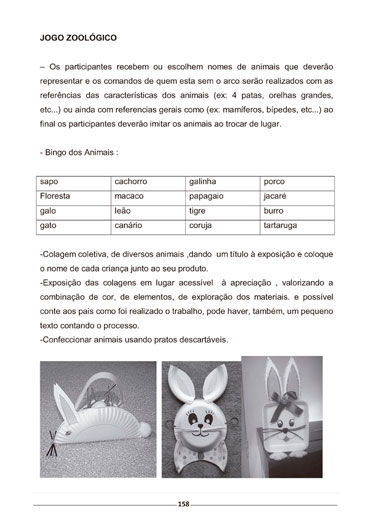 JOGO ZOOLÓGICO
– Os participantes recebem ou escolhem nomes de animais que deverão
representar e os comandos de quem esta sem o arco serão realizados com as
referências das características dos animais (ex: 4 patas, orelhas grandes,
etc...) ou ainda com referencias gerais como (ex: mamíferos, bípedes, etc...) ao
final os participantes deverão imitar os animais ao trocar de lugar.
- Bingo dos Animais :
sapo cachorro galinha porco
Floresta macaco papagaio jacaré
galo leão tigre burro
gato canário coruja tartaruga
-Colagem coletiva, de diversos animais ,dando um título à exposição e coloque
o nome de cada criança junto ao seu produto.
-Exposição das colagens em lugar acessível à apreciação , valorizando a
combinação de cor, de elementos, de exploração dos materiais. e possível
conte aos pais como foi realizado o trabalho, pode haver, também, um pequeno
texto contando o processo.
-Confeccionar animais usando pratos descartáveis.
158